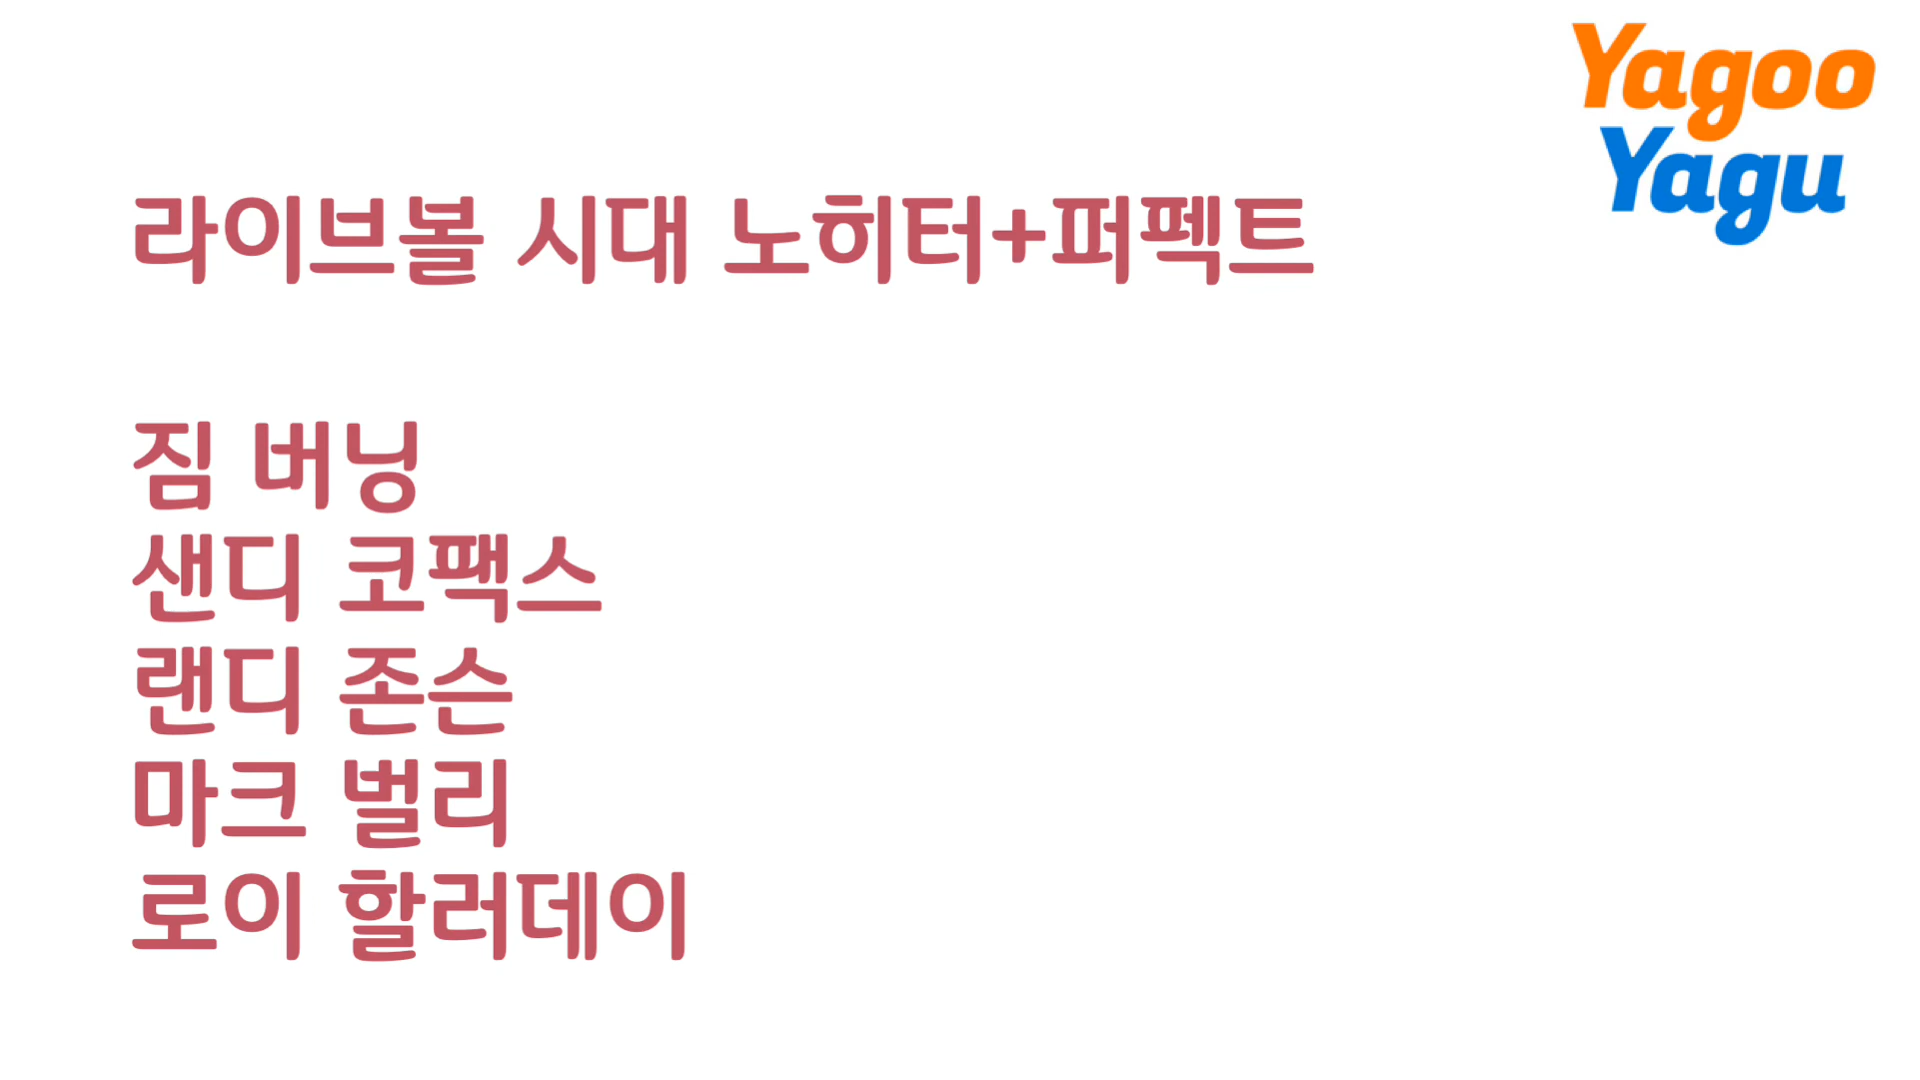 Yagoo
Yagu
라이브볼 시대 노히터+퍼펙트
짐 버닝
샌디 코팩스
랜디 존슨
마크 벌리
로이 할러데이